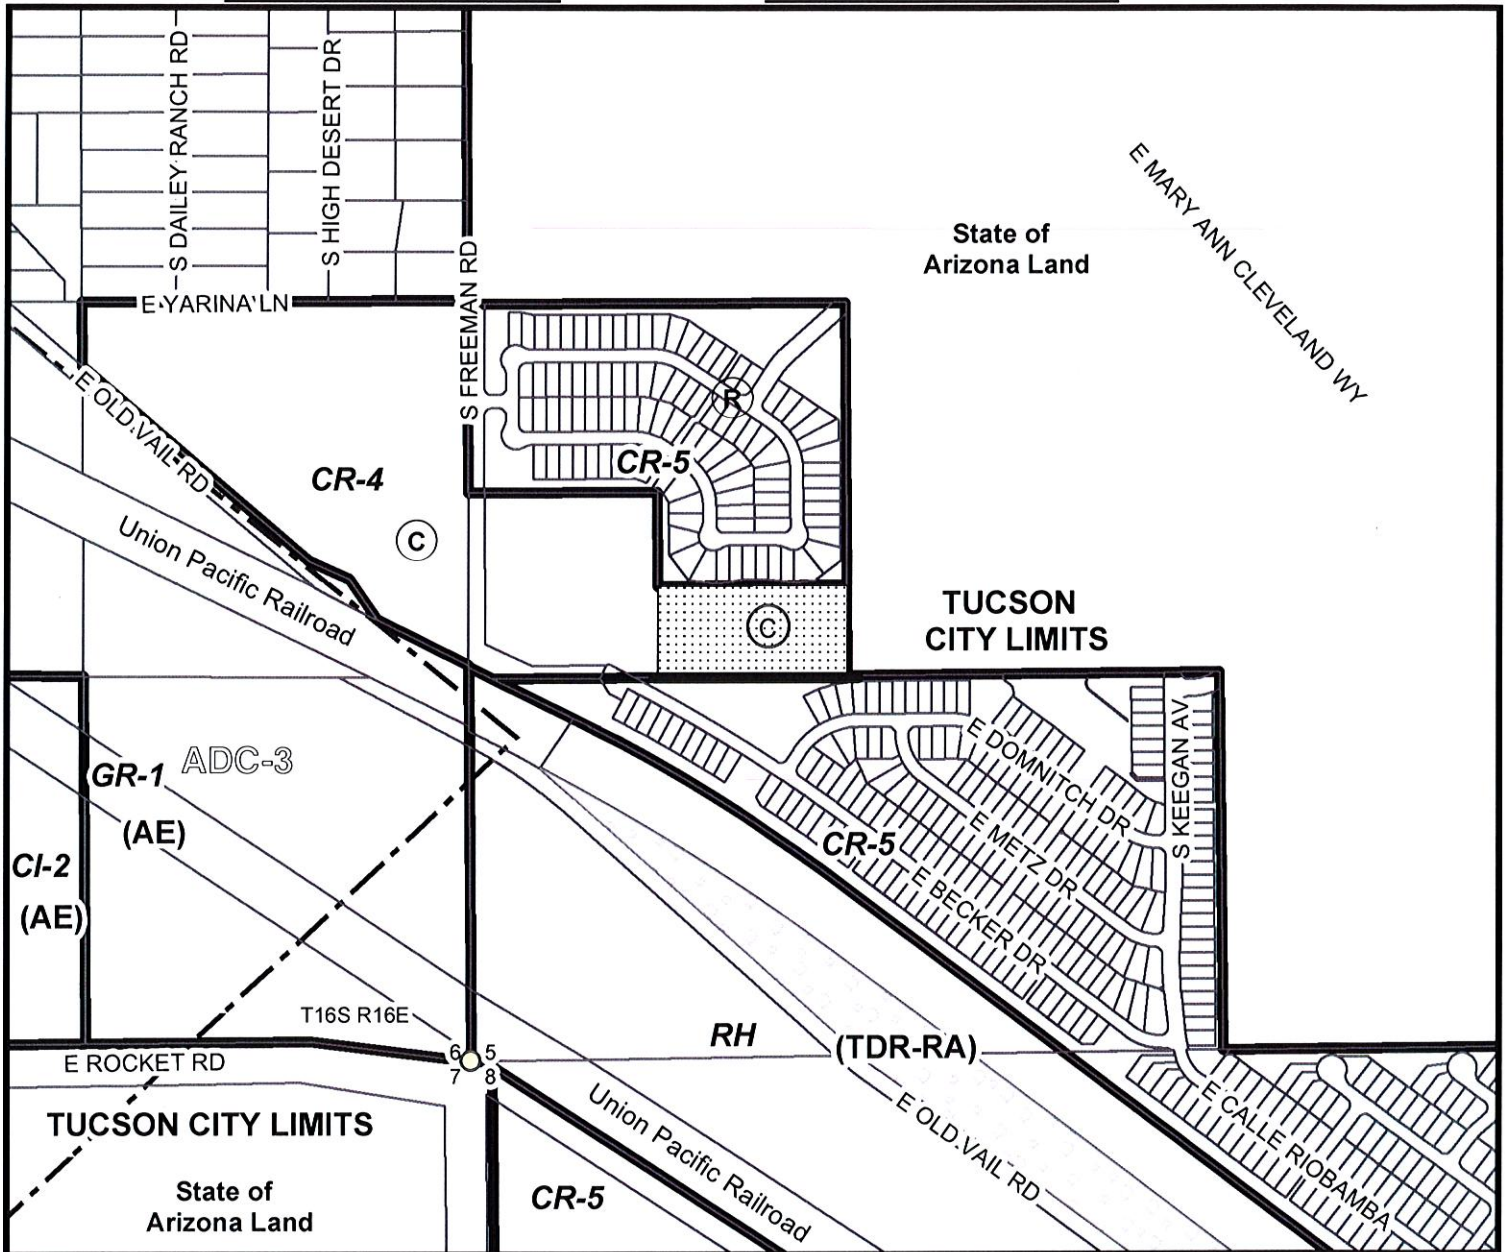 S DAILEY RANCH RD
S HIGH DESERT DR
S FREEMAN RD
E MARY ANN CLEVELAND WY
State of
Arizona Land
E YARINA LN
E OLD VAIL RD
R
CR-5
CR-4
C
Union Pacific Railroad
C
TUCSON
CITY LIMITS
S KEEGAN AV
E DOMNITCH DR
ADC-3
GR-1
(AE)
E METZ DR
CR-5
CI-2
E BECKER DR
(AE)
T16S R16E
RH
(TDR-RA)
6 5
7 8
E ROCKET RD
E CALLE RIOBAMBA
Union Pacific Railroad
E OLD VAIL RD
TUCSON CITY LIMITS
State of
Arizona Land
CR-5